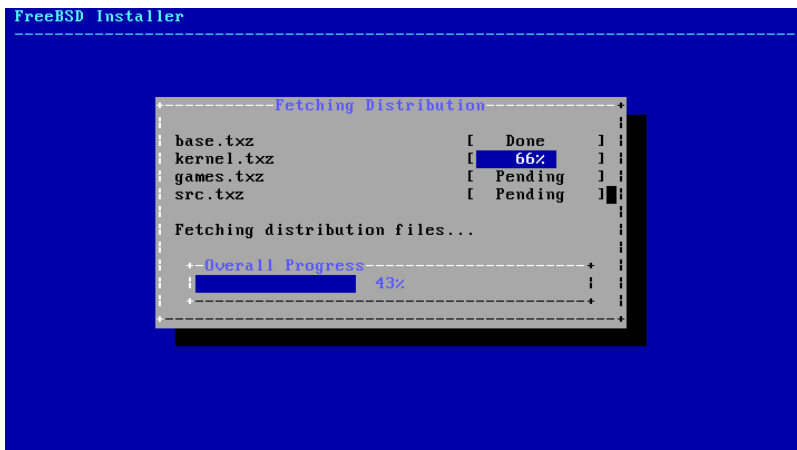 FreeBSD Installer
Fetching Distribution
base.txz [ Done ]
kernel.txz [ 66% ]
games.txz [ Pending ]
src.txz [ Pending ]
Fetching distribution files...
Overall Progress
43%